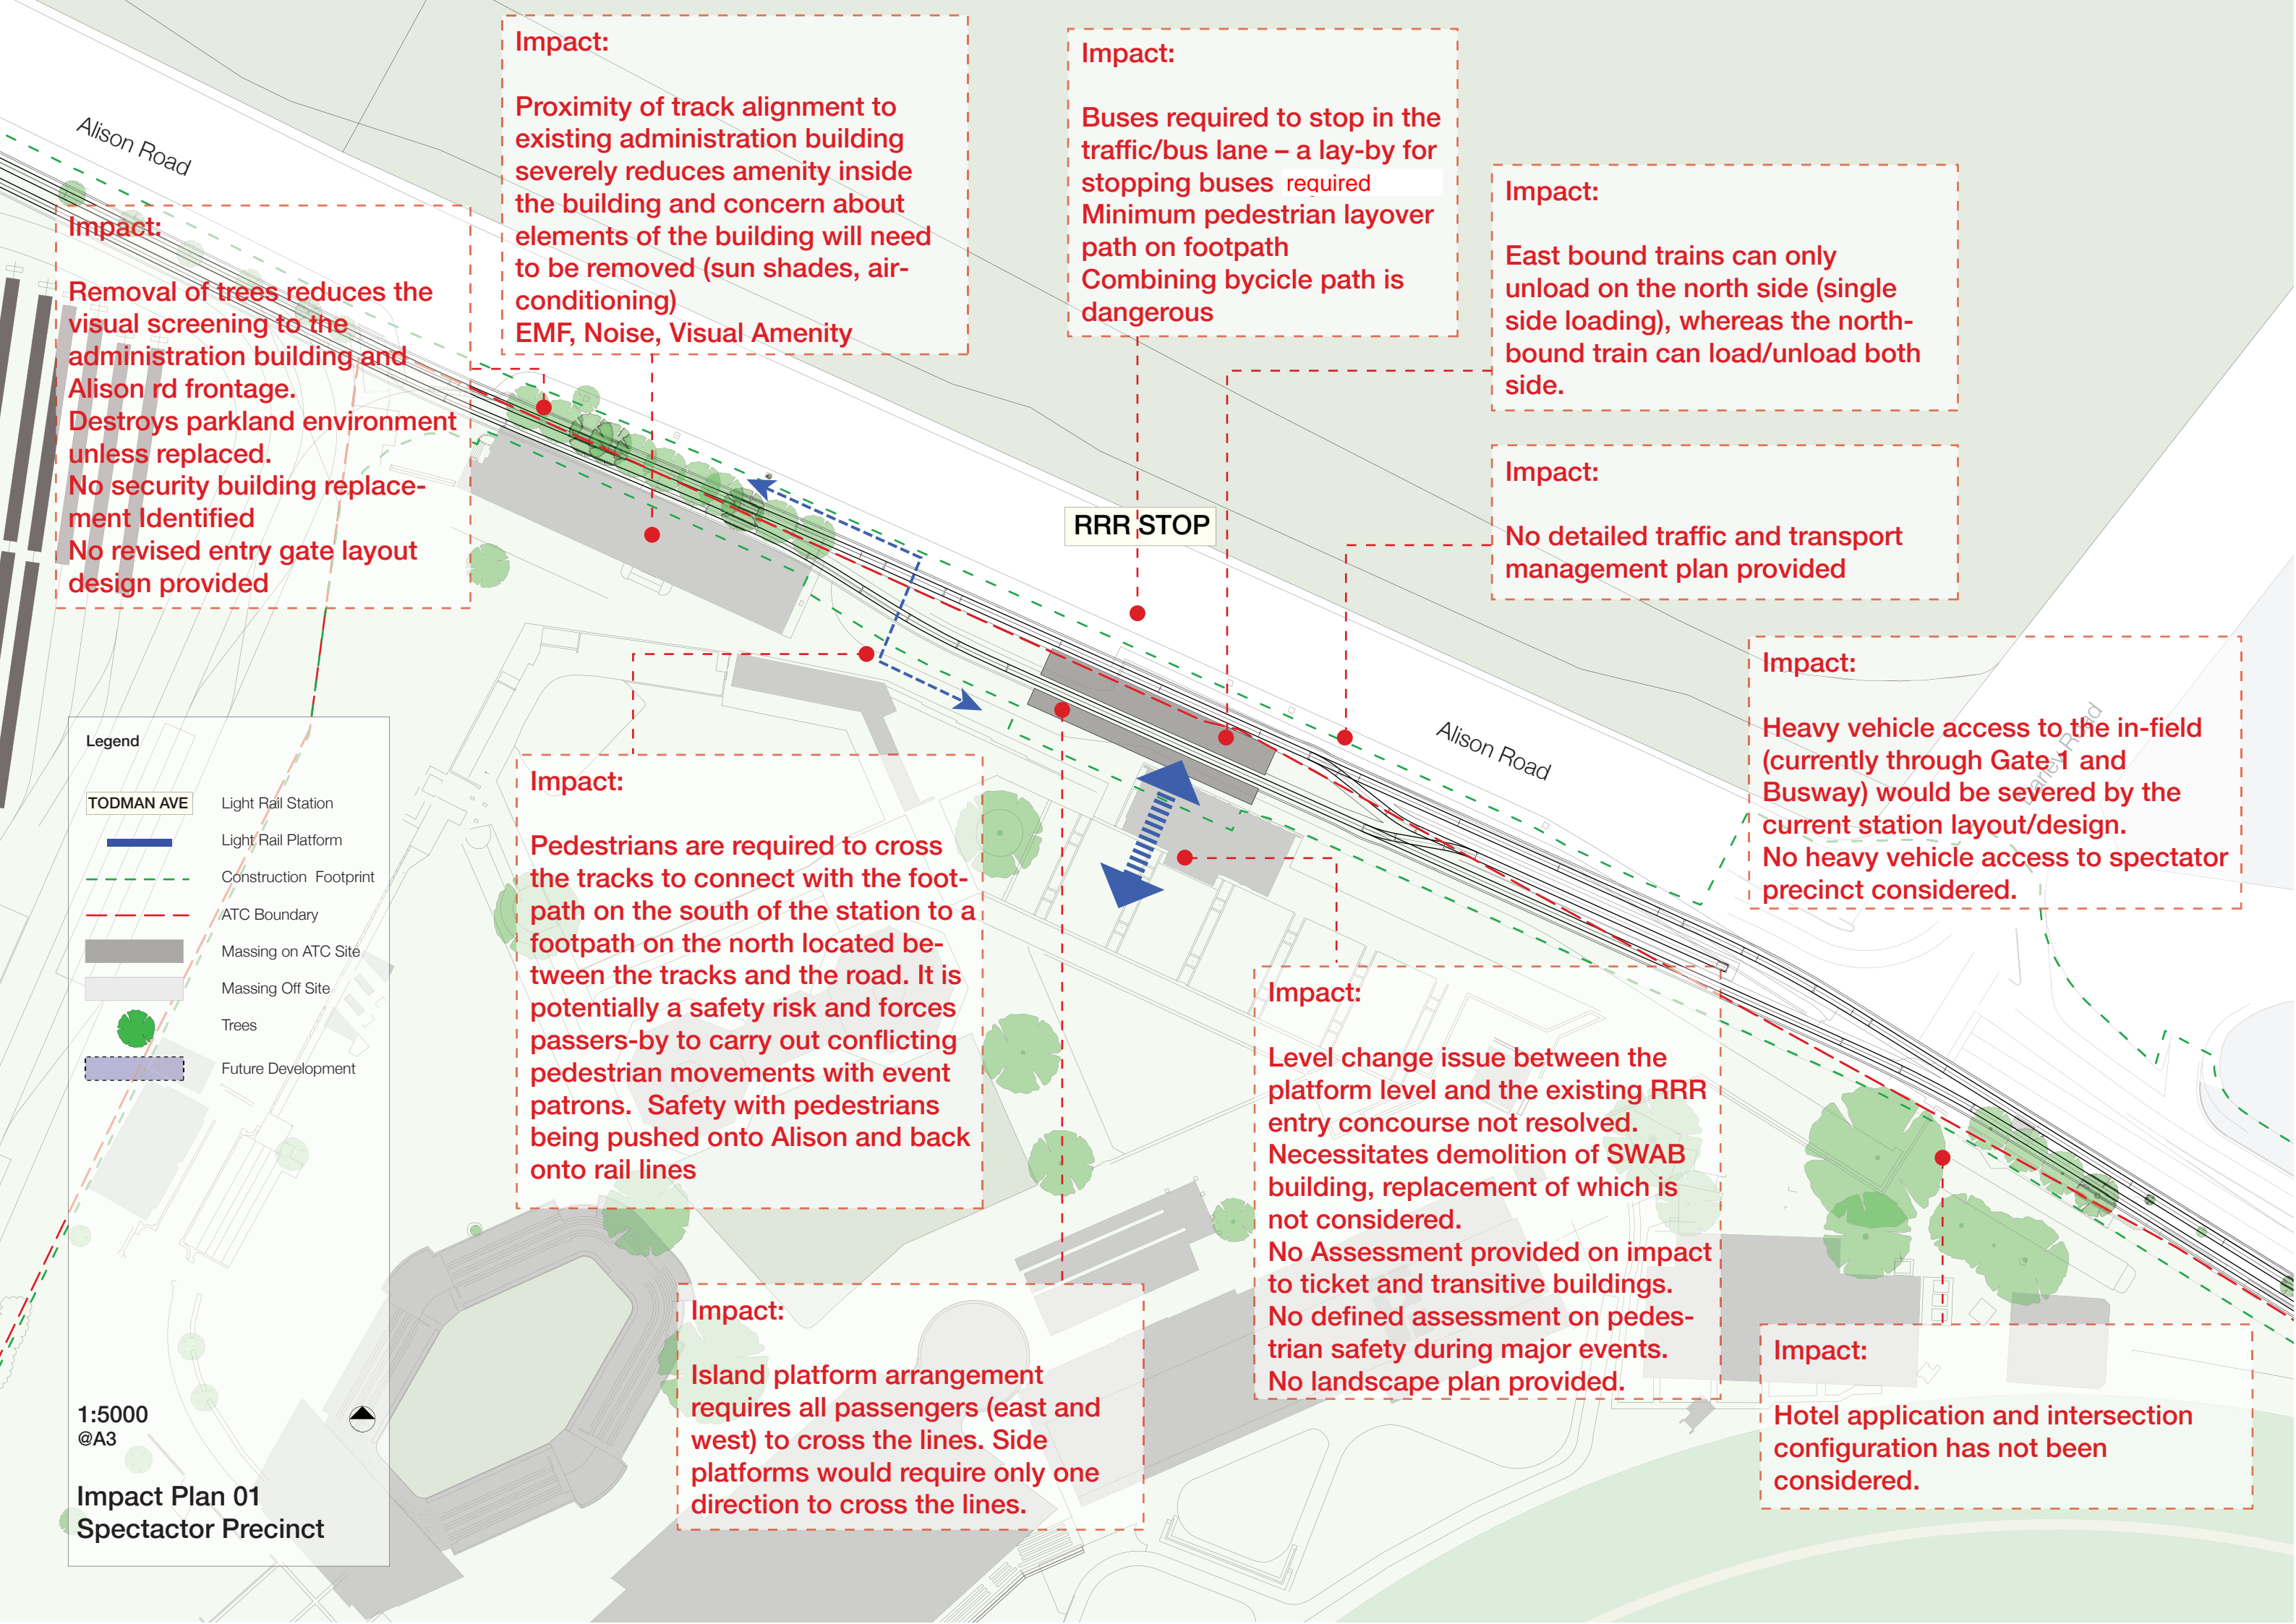 Alison Road
Impact:
Removal of trees reduces the
visual screening to the
administration building and
Alison rd frontage.
Destroys parkland environment
unless replaced.
No security building replace-
ment Identified
No revised entry gate layout
design provided
Impact:
Proximity of track alignment to
existing administration building
severely reduces amenity inside
the building and concern about
elements of the building will need
to be removed (sun shades, air-
conditioning)
EMF, Noise, Visual Amenity
Impact:
Buses required to stop in the
traffic/bus lane – a lay-by for
stopping buses required
Minimum pedestrian layover
path on footpath
Combining bycicle path is
dangerous
Impact:
East bound trains can only
unload on the north side (single
side loading), whereas the north-
bound train can load/unload both
side.
Impact:
No detailed traffic and transport
management plan provided
RRR STOP
Alison Road
Impact:
Heavy vehicle access to the in-field
(currently through Gate 1 and
Busway) would be severed by the
current station layout/design.
No heavy vehicle access to spectator
precinct considered.
Road
Impact:
Pedestrians are required to cross
the tracks to connect with the foot-
path on the south of the station to a
footpath on the north located be-
tween the tracks and the road. It is
potentially a safety risk and forces
passers-by to carry out conflicting
pedestrian movements with event
patrons. Safety with pedestrians
being pushed onto Alison and back
onto rail lines
Impact:
Level change issue between the
platform level and the existing RRR
entry concourse not resolved.
Necessitates demolition of SWAB
building, replacement of which is
not considered.
No Assessment provided on impact
to ticket and transitive buildings.
No defined assessment on pedes-
trian safety during major events.
No landscape plan provided.
Impact:
Island platform arrangement
requires all passengers (east and
west) to cross the lines. Side
platforms would require only one
direction to cross the lines.
Impact:
Hotel application and intersection
configuration has not been
considered.
Legend
TODMAN AVE Light Rail Station
Light Rail Platform
Construction Footprint
ATC Boundary
Massing on ATC Site
Massing Off Site
Trees
Future Development
1:5000
@A3
Impact Plan 01
Spectactor Precinct